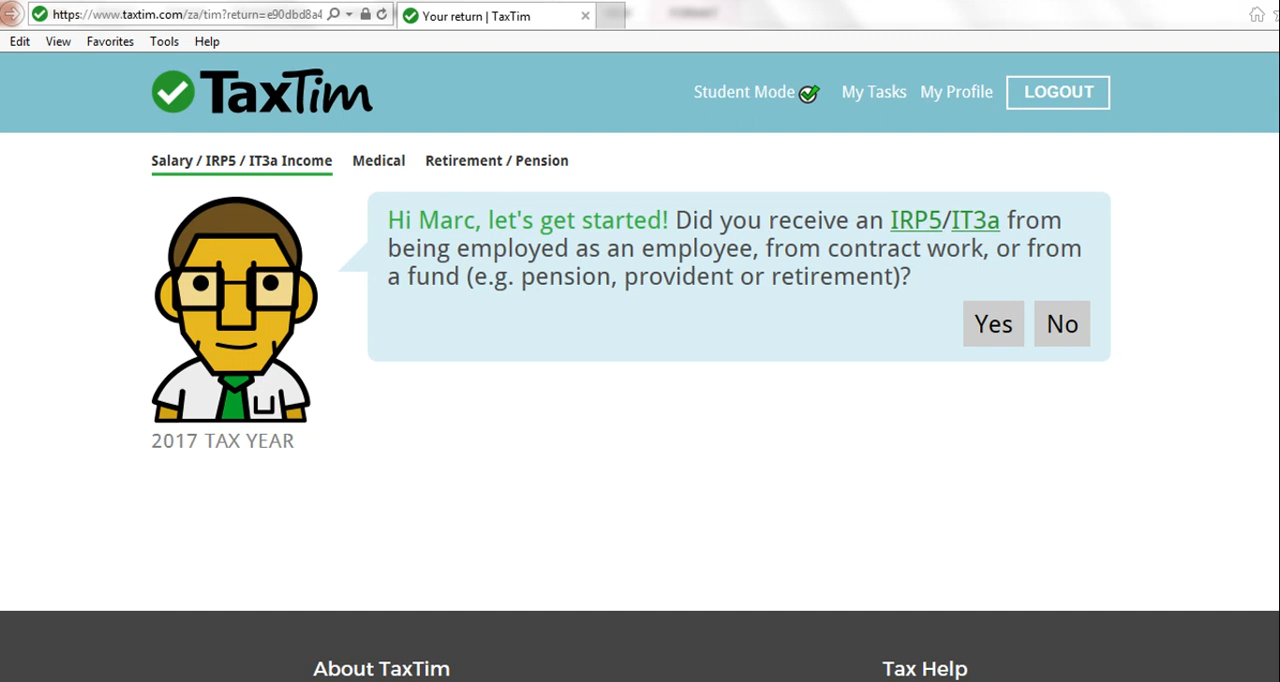 https://www.taxtim.com/za/tim?return=e90dbd8a4
Your return | TaxTim
Edit View Favorites Tools Help
TaxTim
Student Mode My Tasks My Profile LOGOUT
Salary / IRP5 / IT3a Income Medical Retirement / Pension
Hi Marc, let's get started! Did you receive an IRP5/IT3a from
being employed as an employee, from contract work, or from
a fund (e.g. pension, provident or retirement)?
Yes No
2017 TAX YEAR
About TaxTim Tax Help